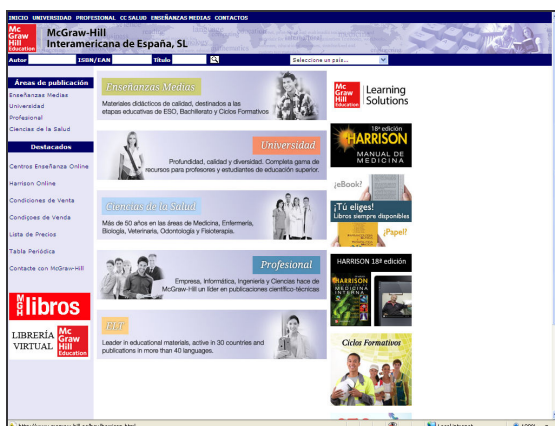 INICIO UNIVERSIDAD PROFESIONAL CC SALUD ENSEÑANZAS MEDIAS CONTACTOS
Mc Graw Hill Education
McGraw-Hill
Interamericana de España, SL
Autor ISBN/EAN Título Seleccione un país...
Áreas de publicación
Enseñanzas Medias
Universidad
Profesional
Ciencias de la Salud
Destacados
Centros Enseñanza Online
Harrison Online
Condiciones de Venta
Condiçoes de Venda
Lista de Precios
Tabla Periódica
Contacte con McGraw-Hill
libros
LIBRERÍA
VIRTUAL
Mc Graw Hill Education
Enseñanzas Medias
Materiales didácticos de calidad, destinados a las
etapas educativas de ESO, Bachillerato y Ciclos Formativos
Universidad
Profundidad, calidad y diversidad. Completa gama de
recursos para profesores y estudiantes de educación superior.
Ciencias de la Salud
Más de 50 años en las áreas de Medicina, Enfermería,
Biología, Veterinaria, Odontología y Fisioterapia.
Profesional
Empresa, Informática, Ingeniería y Ciencias hace de
McGraw-Hill un líder en publicaciones científico-técnicas
ELT
Leader in educational materials, active in 30 countries and
publications in more than 40 languages.
Mc Graw Hill Education
Learning
Solutions
18ª edición
HARRISON
MANUAL DE
MEDICINA
¡eBook!
¡Tú eliges!
Libros siempre disponibles
¡Papel!
HARRISON 18ª edición
HARRISON
MEDICINA
INTERNA
Ciclos Formativos